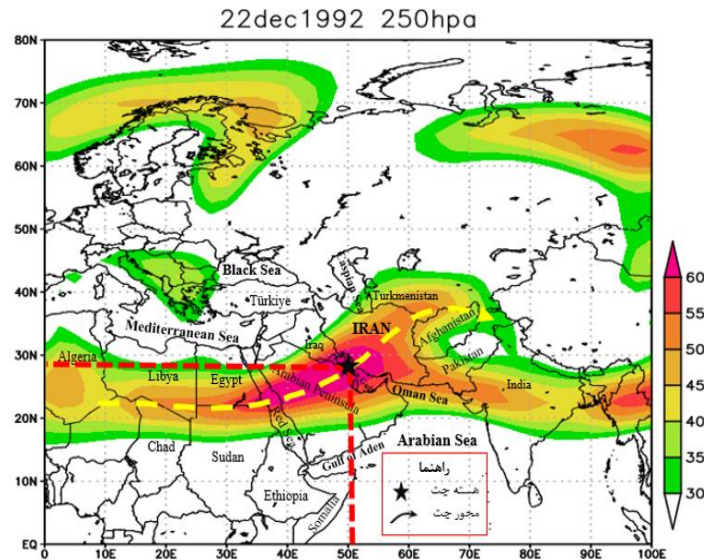 22dec1992 250hpa
80N
70N
60N
50N
40N
30N
20N
10N
EQ
0
10E
20E
30E
40E
50E
60E
70E
80E
90E
100E
Black Sea
Caspian Sea
Türkiye
Turkmenistan
Mediterranean Sea
IRAN
Afghanistan
Iraq
Algeria
Libya
Egypt
Pakistan
Arabian Peninsula
Oman Sea
India
Red Sea
Arabian Sea
Chad
Sudan
Gulf of Aden
Ethiopia
Somalia
راهنما
هسته جت
محور جت
60
55
50
45
40
35
30